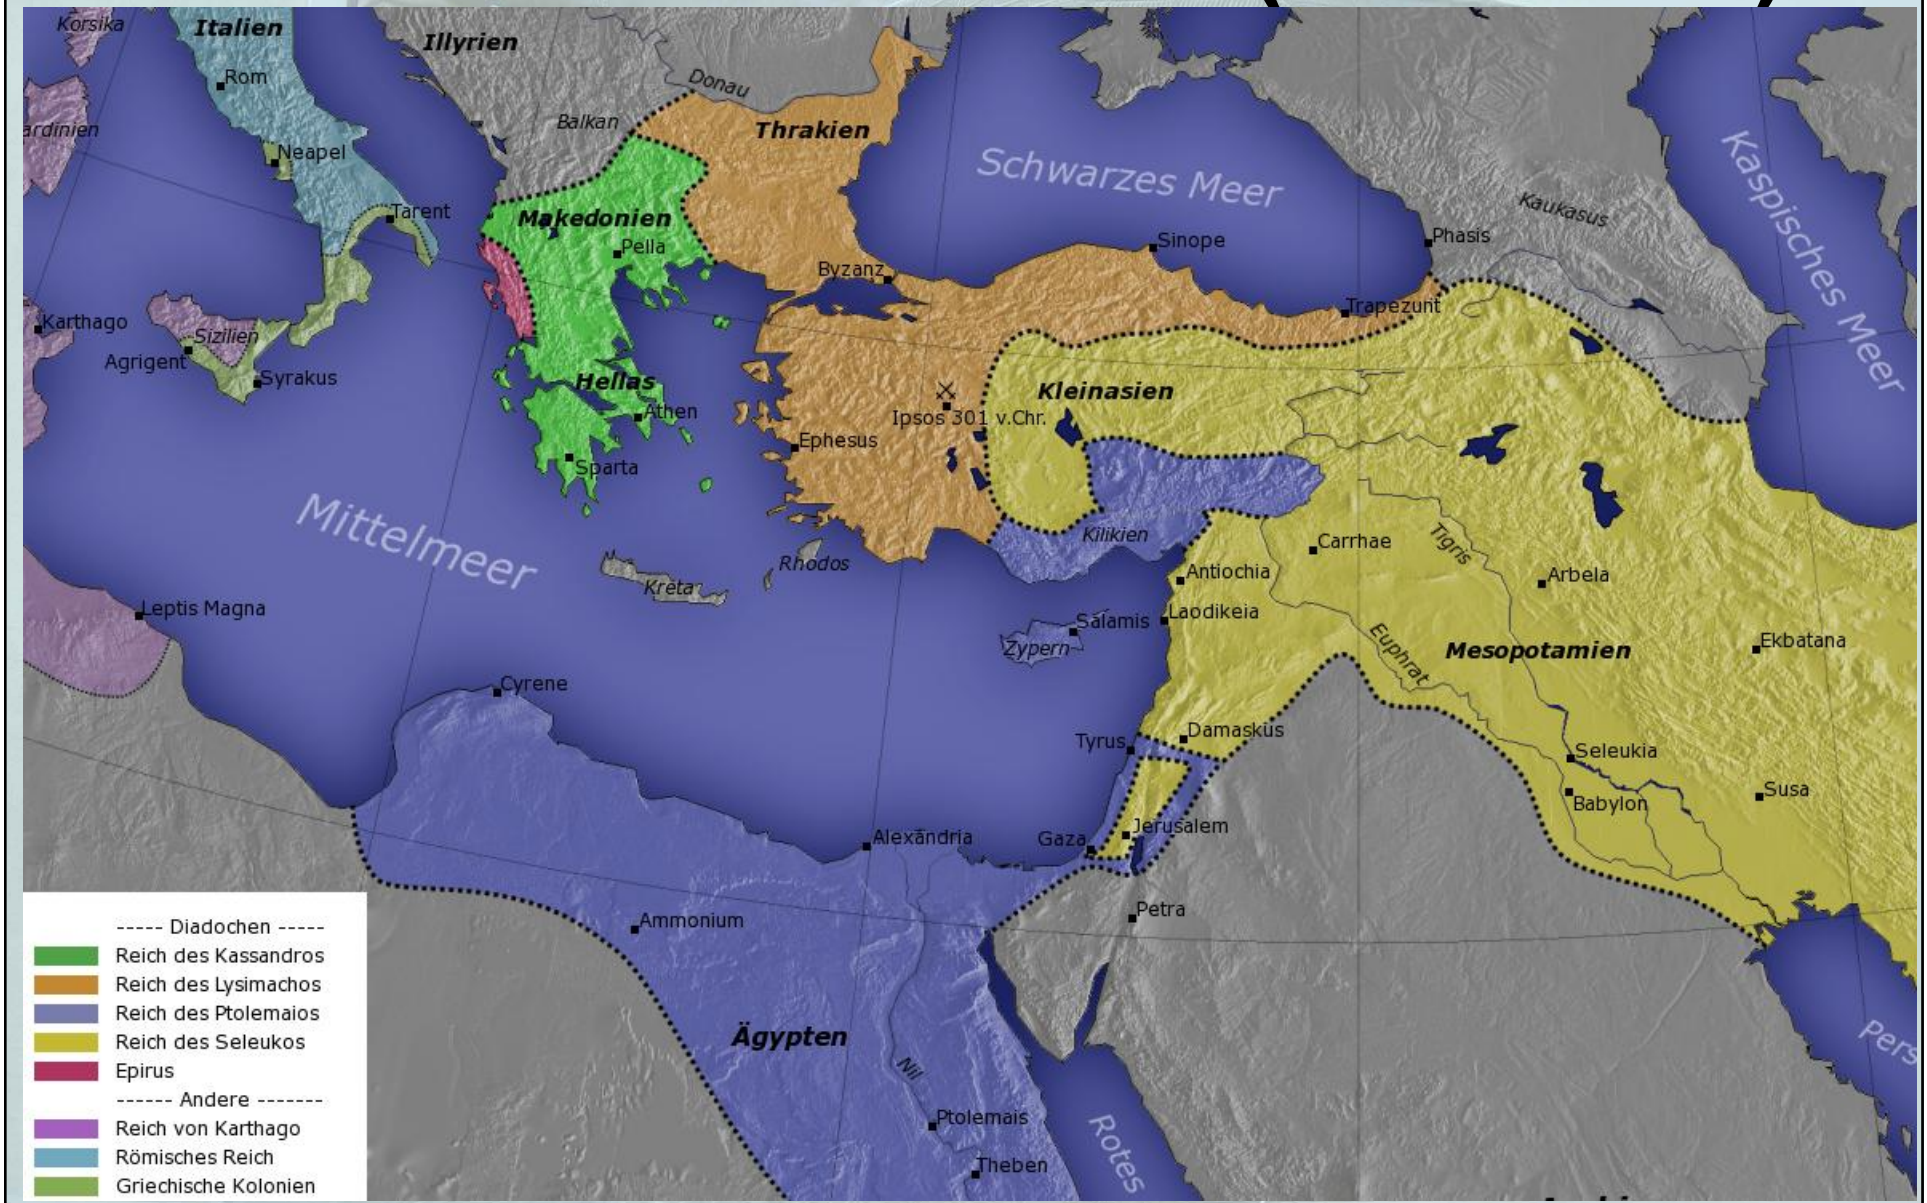 Korsika
Italien
Illyrien
Rom
Donau
Balkan
Thrakien
ardinien
Neapel
Schwarzes Meer
Kaspisches Meer
Kaukasus
Tarent
Makedonien
Pella
Sinope
Phasis
Byzanz
Trapezunt
Karthago
Sizilien
Agrigent
Syrakus
Hellas
Athen
Kleinasien
Ipsos 301 v.Chr.
Ephesus
Sparta
Mittelmeer
Kilikien
Carrhae
Tigris
Rhodos
Kreta
Antiochia
Arbela
Leptis Magna
Salamis
Laodikeia
Zypern
Euphrat
Mesopotamien
Ekbatana
Cyrene
Tyrus
Damaskus
Seleukia
Susa
Babylon
Alexandria
Gaza
Jerusalem
Petra
Ammonium
Ägypten
Nil
Pers
Ptolemais
Theben
Rotes
----- Diadochen -----
Reich des Kassandros
Reich des Lysimachos
Reich des Ptolemaios
Reich des Seleukos
Epirus
------ Andere -------
Reich von Karthago
Römisches Reich
Griechische Kolonien